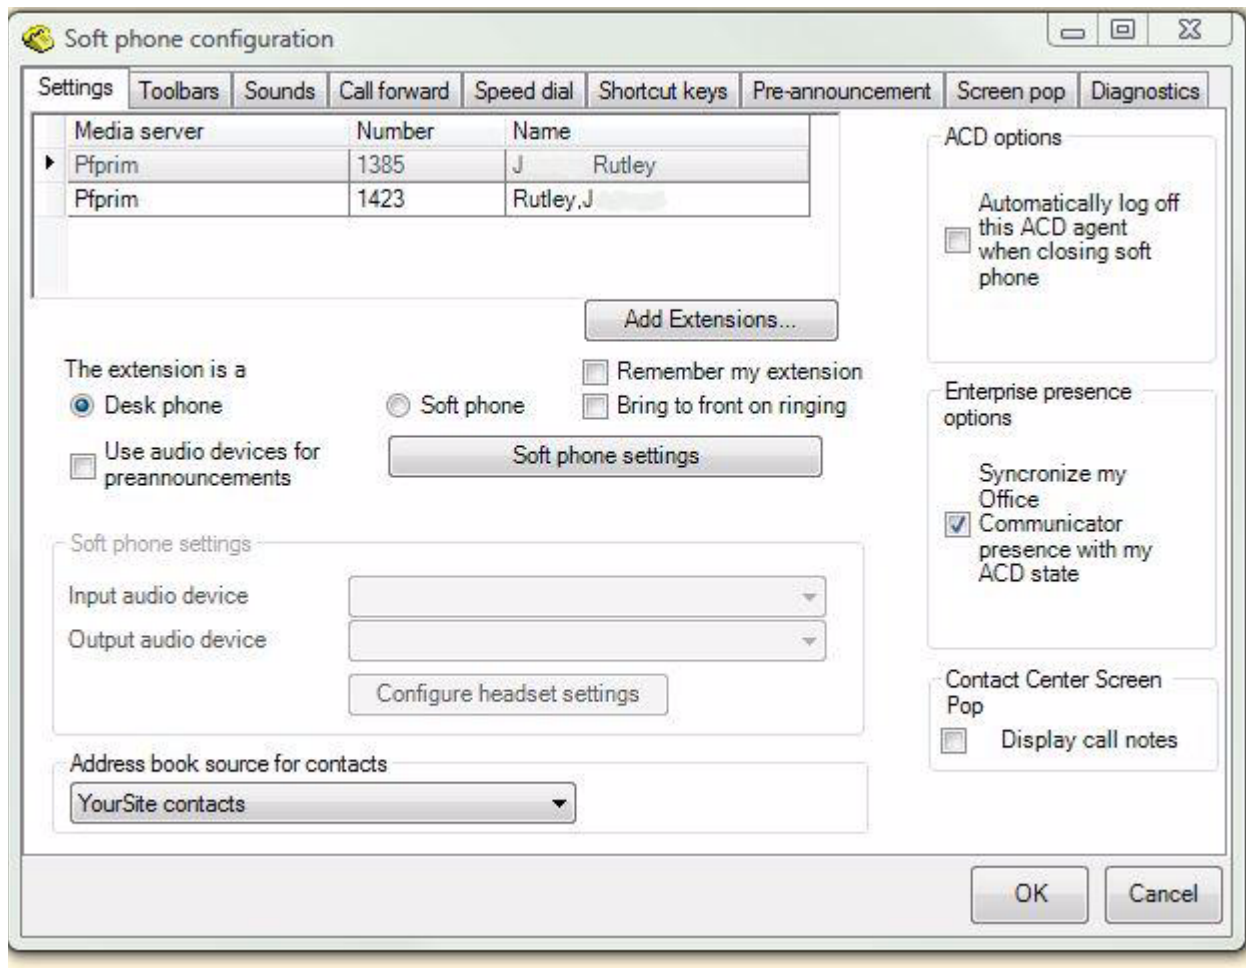 Soft phone configuration
Settings Toolbars Sounds Call forward Speed dial Shortcut keys Pre-announcement Screen pop Diagnostics
Media server Number Name
Pfprim 1385 J Rutley
Pfprim 1423 Rutley,J
Add Extensions...
The extension is a
Desk phone
Soft phone
Remember my extension
Bring to front on ringing
Use audio devices for
preannouncements
Soft phone settings
Soft phone settings
Input audio device
Output audio device
Configure headset settings
Address book source for contacts
YourSite contacts
ACD options
Automatically log off
this ACD agent
when closing soft
phone
Enterprise presence
options
Syncronize my
Office
Communicator
presence with my
ACD state
Contact Center Screen
Pop
Display call notes
OK
Cancel